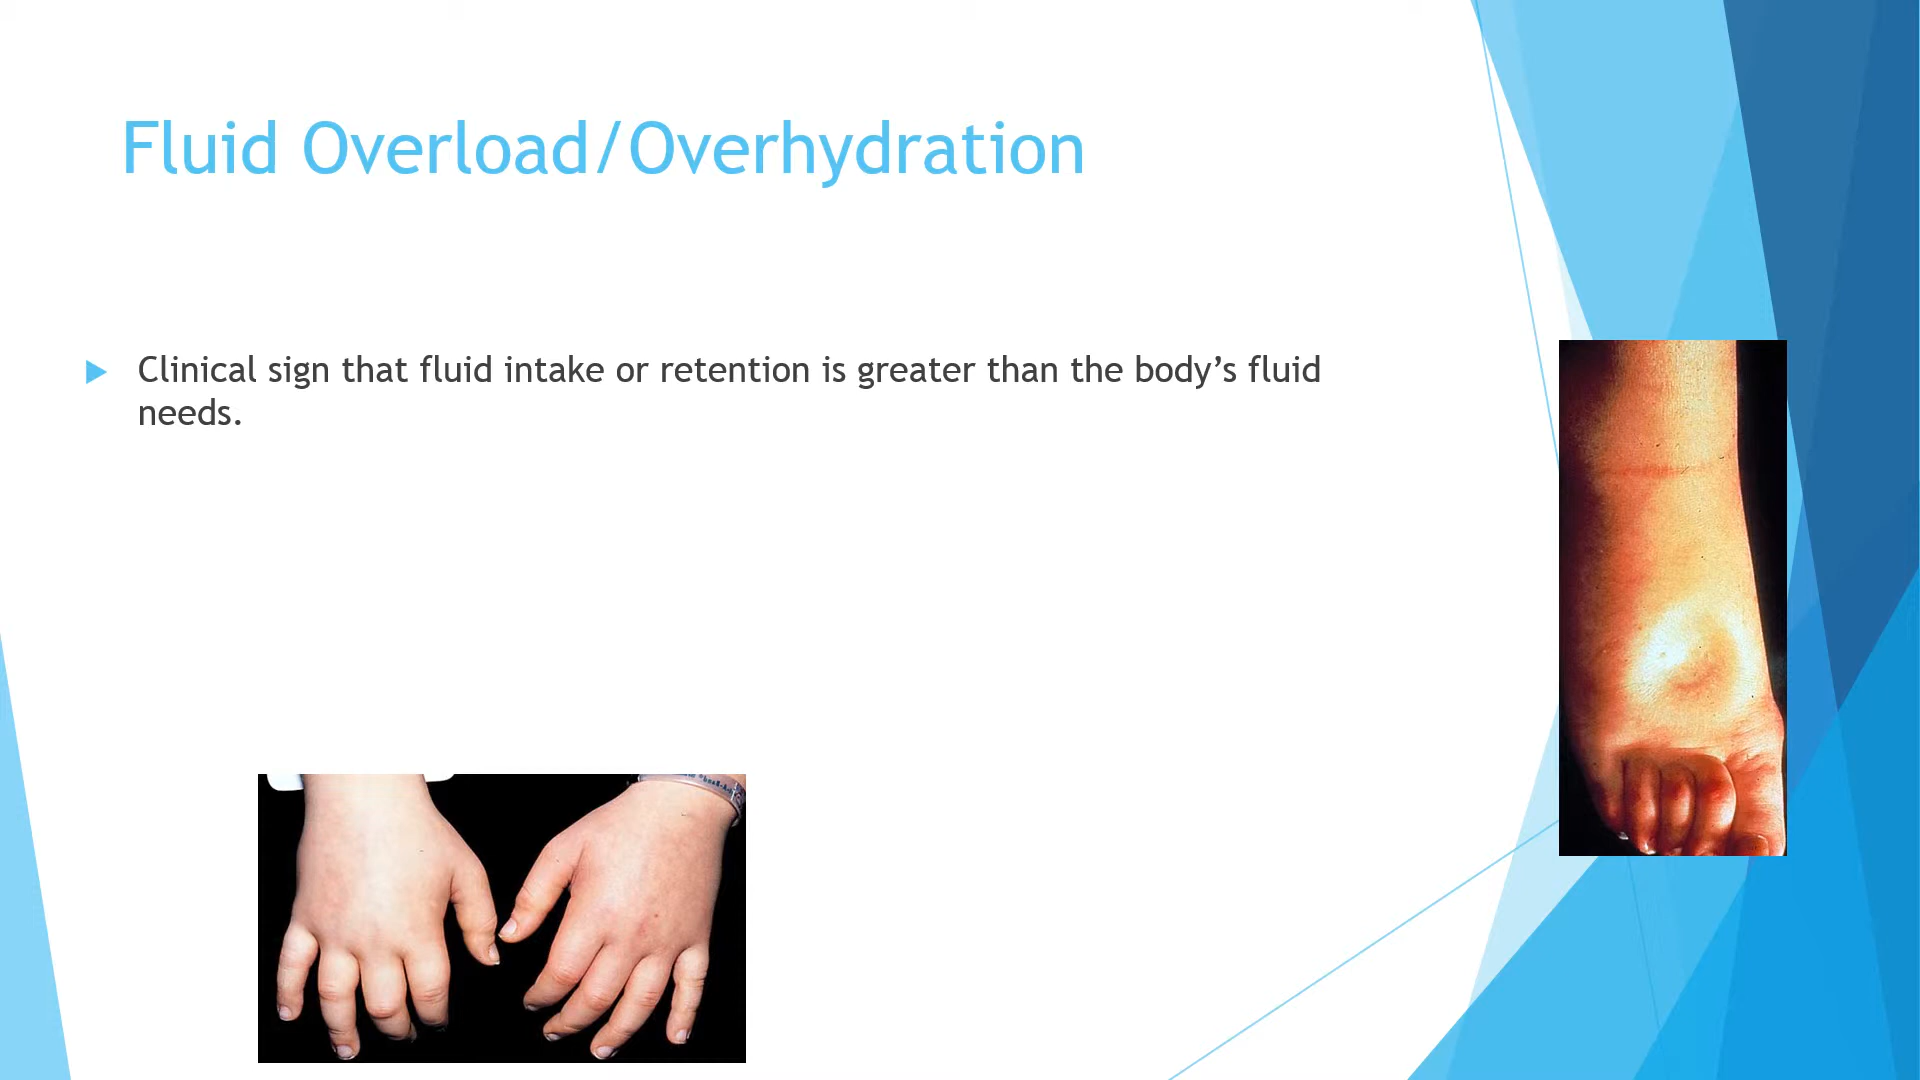 Fluid Overload/Overhydration
Clinical sign that fluid intake or retention is greater than the body’s fluid
needs.